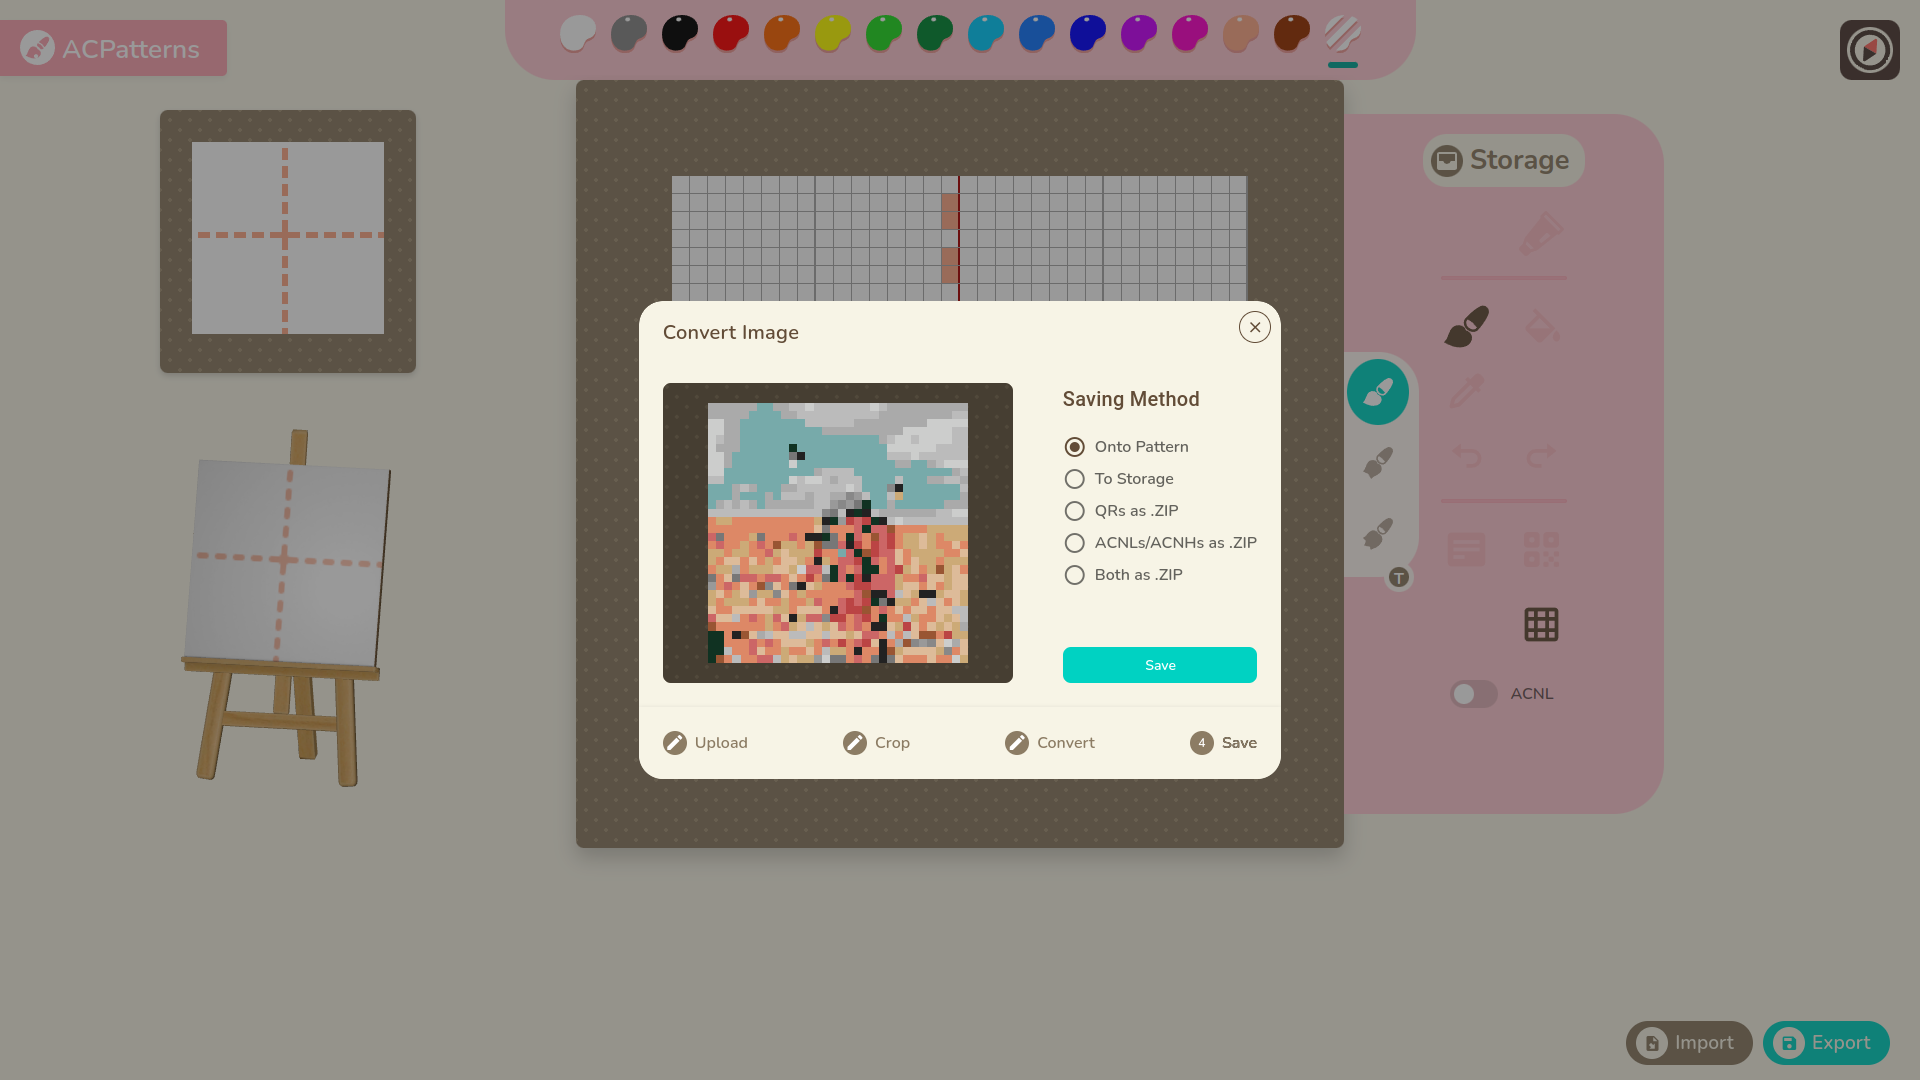 ACPatterns
Storage
Convert Image
Saving Method
Onto Pattern
To Storage
QRs as .ZIP
ACNLs/ACNHs as .ZIP
Both as .ZIP
Save
T
ACNL
Upload
Crop
Convert
4 Save
Import
Export